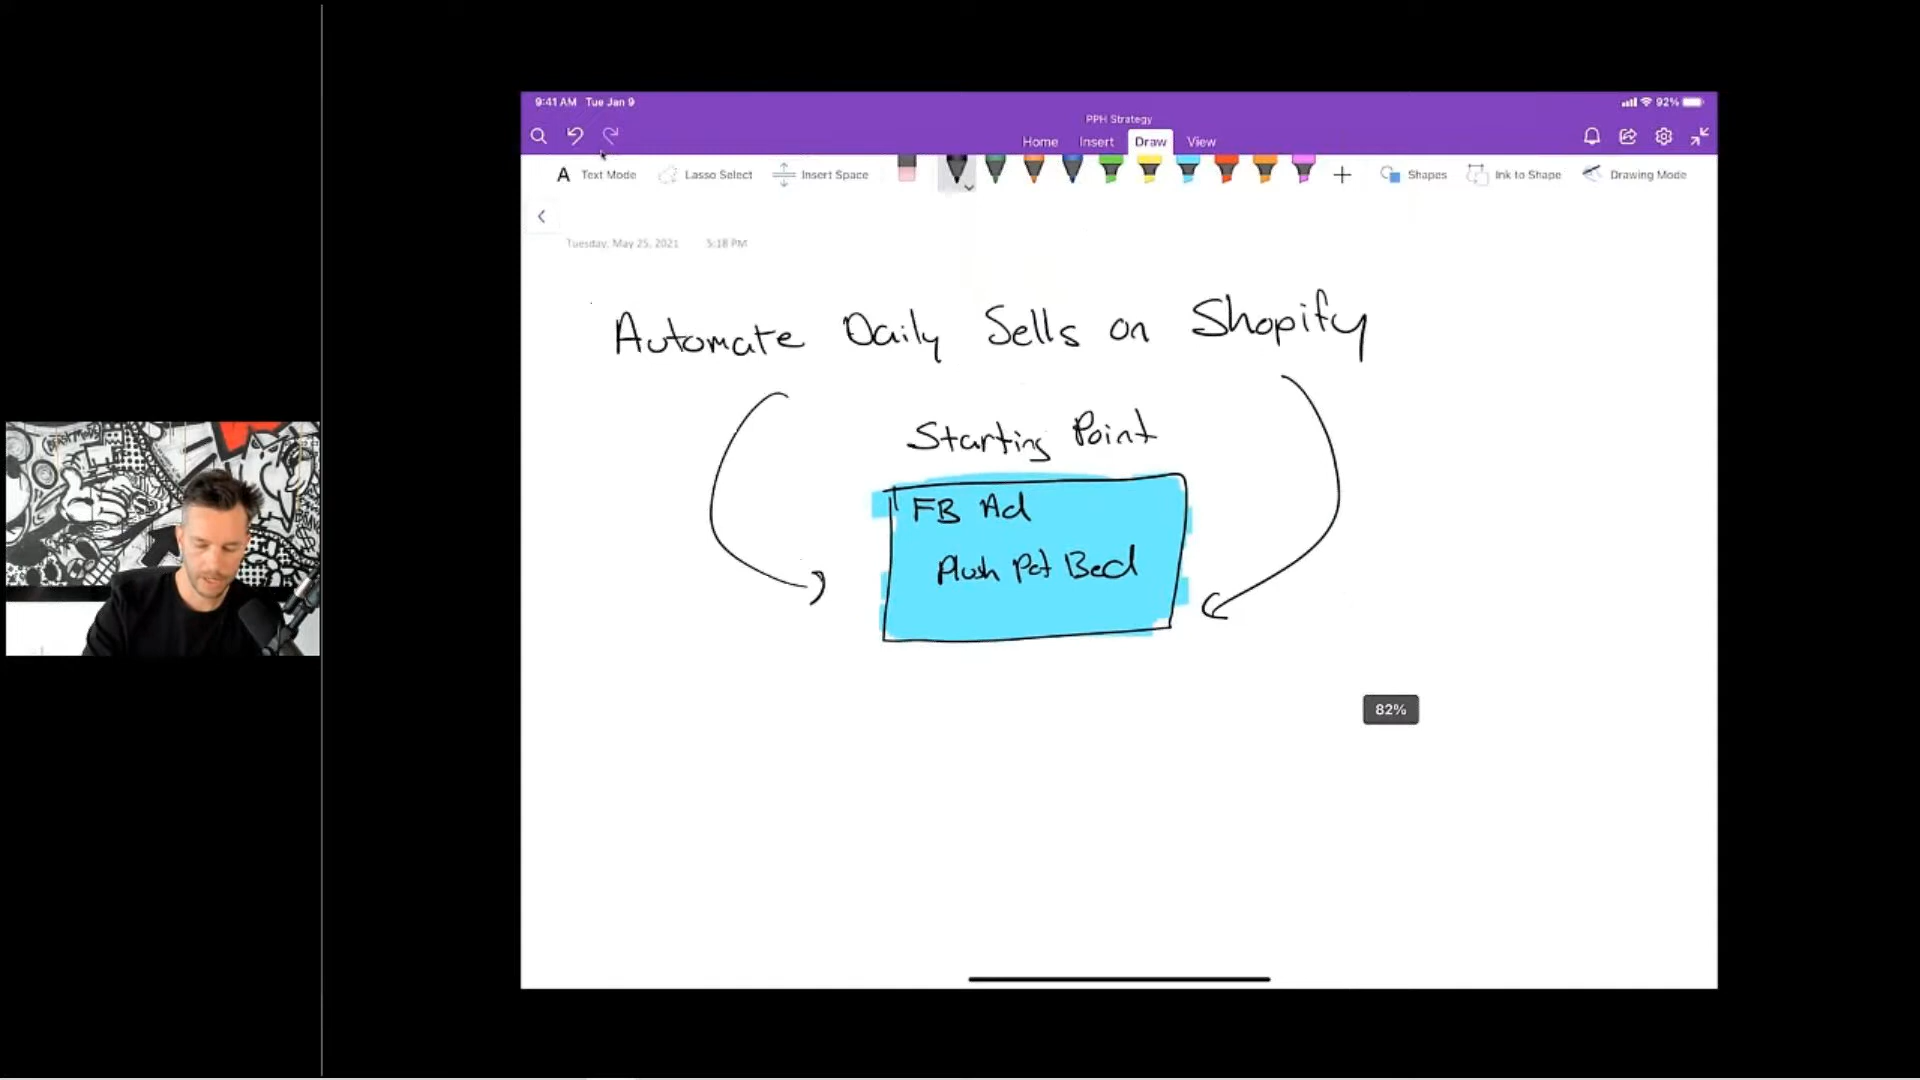 9:41 AM Tue Jan 9
92%
PPH Strategy
Home Insert Draw View
A Text Mode Lasso Select Insert Space Shapes Ink to Shape Drawing Mode
Tuesday, May 25, 2021 5:18 PM
Automate Daily Sells on Shopify
Starting Point
FB Ad
Plush Pet Bed
82%